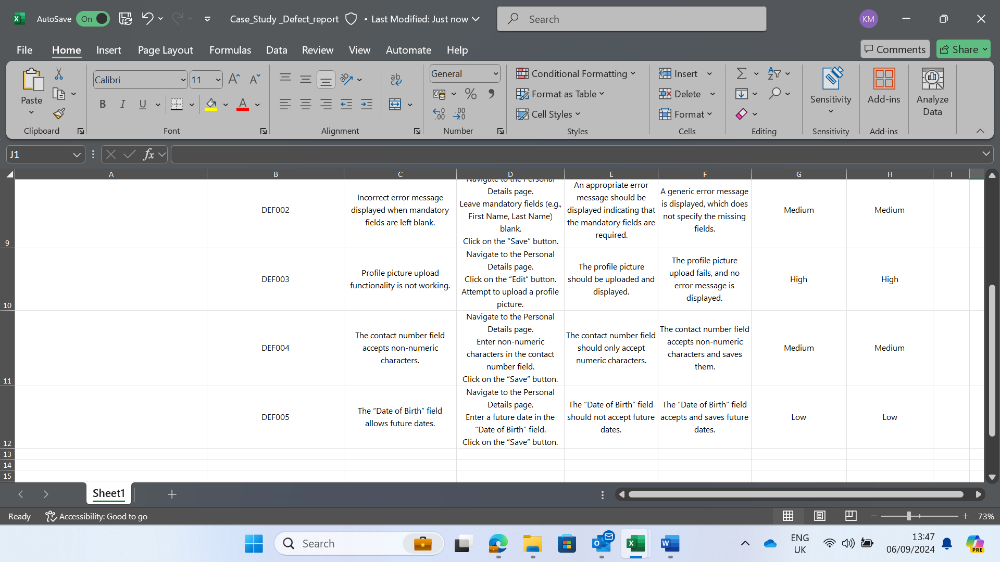 AutoSave On Case_Study _Defect_report • Last Modified: Just now Search KM
File Home Insert Page Layout Formulas Data Review View Automate Help Comments Share
Paste
Clipboard
Calibri 11
B I U
Font
ab
Alignment
General
Number
Conditional Formatting
Format as Table
Cell Styles
Styles
Insert
Delete
Format
Cells
Editing
Sensitivity
Sensitivity
Add-ins
Add-ins
Analyze
Data
J1 fx
A B C D E F G H I
9
DEF002
Incorrect error message
displayed when mandatory
fields are left blank.
Navigate to the Personal
Details page.
Leave mandatory fields (e.g.,
First Name, Last Name)
blank.
Click on the “Save” button.
An appropriate error
message should be
displayed indicating that
the mandatory fields are
required.
A generic error message
is displayed, which does
not specify the missing
fields.
Medium
Medium
10
DEF003
Profile picture upload
functionality is not working.
Navigate to the Personal
Details page.
Click on the “Edit” button.
Attempt to upload a profile
picture.
The profile picture
should be uploaded and
displayed.
The profile picture
upload fails, and no
error message is
displayed.
High
High
11
DEF004
The contact number field
accepts non-numeric
characters.
Navigate to the Personal
Details page.
Enter non-numeric
characters in the contact
number field.
Click on the “Save” button.
The contact number field
should only accept
numeric characters.
The contact number field
accepts non-numeric
characters and saves
them.
Medium
Medium
12
DEF005
The “Date of Birth” field
allows future dates.
Navigate to the Personal
Details page.
Enter a future date in the
“Date of Birth” field.
Click on the “Save” button.
The “Date of Birth” field
should not accept future
dates.
The “Date of Birth” field
accepts and saves future
dates.
Low
Low
13
14
15
Sheet1
Ready Accessibility: Good to go 73%
Search
ENG
UK
13:47
06/09/2024
PRE